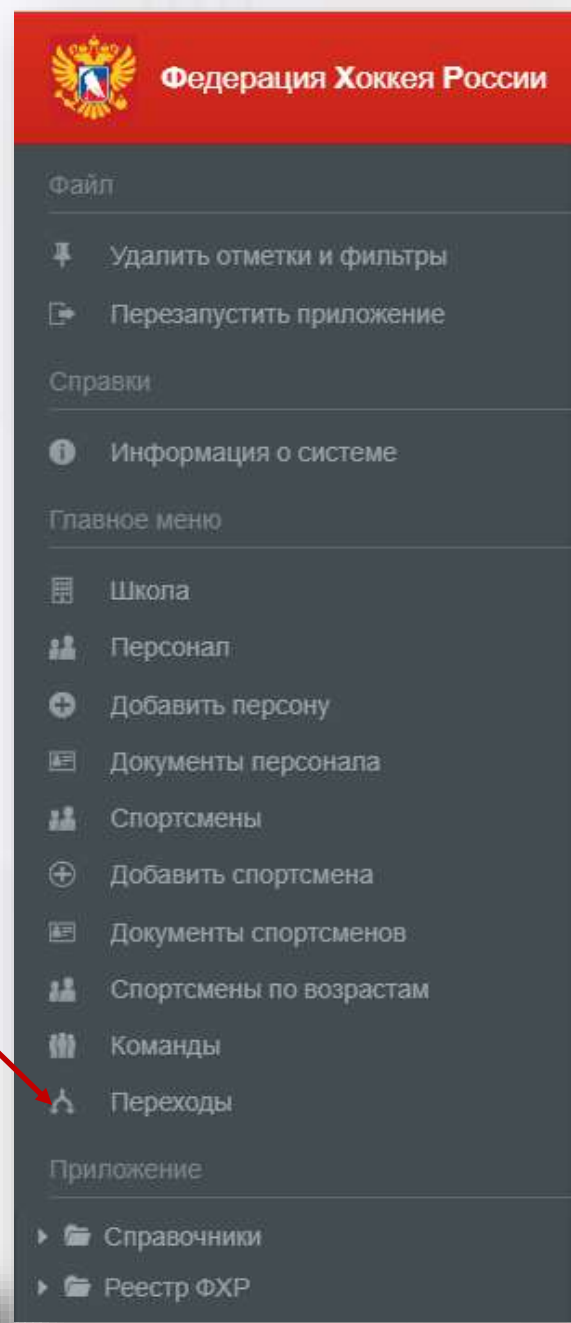 Федерация Хоккея России
Файл
Удалить отметки и фильтры
Перезапустить приложение
Справки
Информация о системе
Главное меню
Школа
Персонал
Добавить персону
Документы персонала
Спортсмены
Добавить спортсмена
Документы спортсменов
Спортсмены по возрастам
Команды
Переходы
Приложение
Справочники
Реестр ФХР